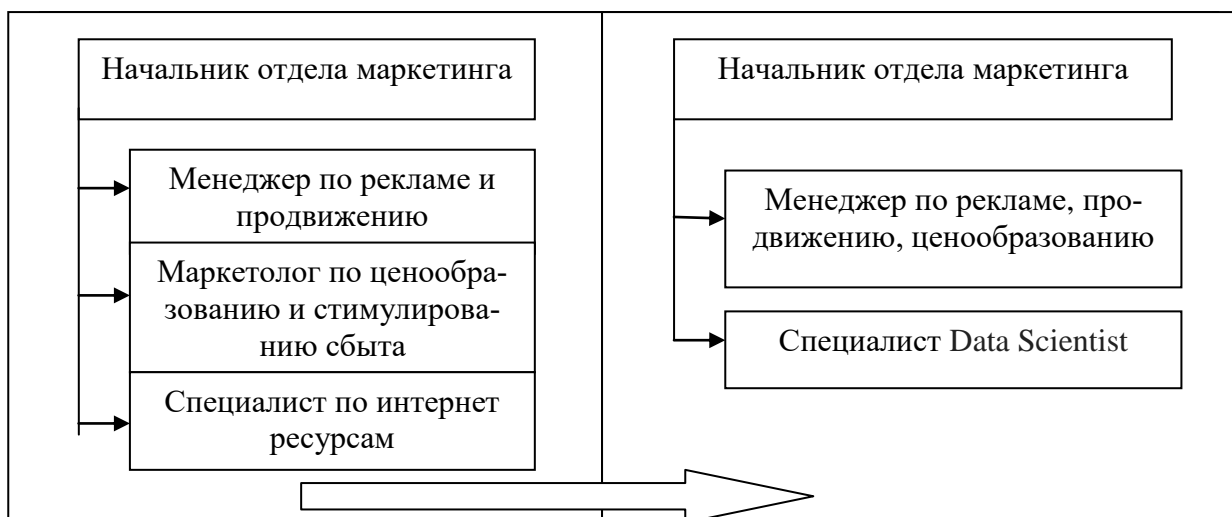 Начальник отдела маркетинга
Менеджер по рекламе и
продвижению
Маркетолог по ценообра-
зованию и стимулирова-
нию сбыта
Специалист по интернет
ресурсам
Начальник отдела маркетинга
Менеджер по рекламе, про-
движению, ценообразованию
Специалист Data Scientist